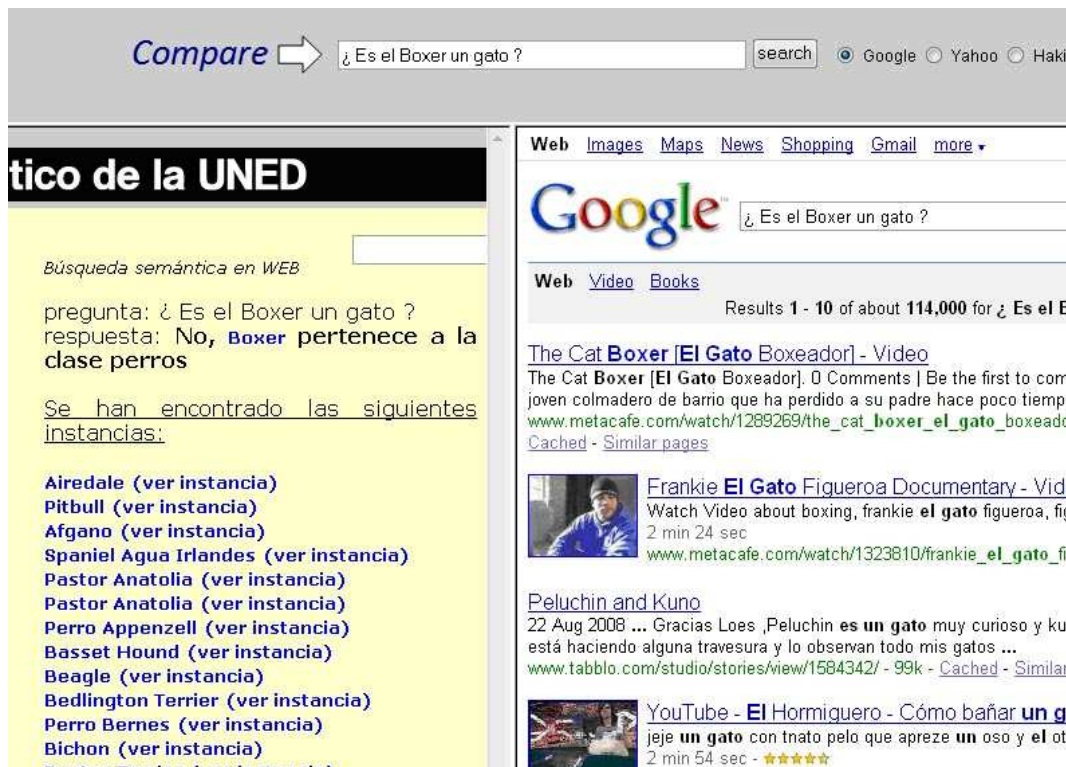 Compare
¿ Es el Boxer un gato ?
search
Google Yahoo Haki
tico de la UNED
Búsqueda semántica en WEB
pregunta: ¿ Es el Boxer un gato ?
respuesta: No, Boxer pertenece a la
clase perros
Se han encontrado las siguientes
instancias:
Airedale (ver instancia)
Pitbull (ver instancia)
Afgano (ver instancia)
Spaniel Agua Irlandes (ver instancia)
Pastor Anatolia (ver instancia)
Pastor Anatolia (ver instancia)
Perro Appenzell (ver instancia)
Basset Hound (ver instancia)
Beagle (ver instancia)
Bedlington Terrier (ver instancia)
Perro Bernes (ver instancia)
Bichon (ver instancia)
Web Images Maps News Shopping Gmail more
Google
¿ Es el Boxer un gato ?
Web Video Books
Results 1 - 10 of about 114,000 for ¿ Es el B
The Cat Boxer [El Gato Boxeador] - Video
The Cat Boxer [El Gato Boxeador]. 0 Comments | Be the first to com
joven colmadero de barrio que ha perdido a su padre hace poco tiemp
www.metacafe.com/watch/1289269/the_cat_boxer_el_gato_boxeado
Cached - Similar pages
Frankie El Gato Figueroa Documentary - Vid
Watch Video about boxing, frankie el gato figueroa, fig
2 min 24 sec
www.metacafe.com/watch/1323810/frankie_el_gato_fi
Peluchin and Kuno
22 Aug 2008 ... Gracias Loes ,Peluchin es un gato muy curioso y ku
está haciendo alguna travesura y lo observan todo mis gatos ...
www.tabblo.com/studio/stories/view/1584342/ - 99k - Cached - Similar
YouTube - El Hormiguero - Cómo bañar un g
jeje un gato con tnato pelo que apreze un oso y el ot
2 min 54 sec -